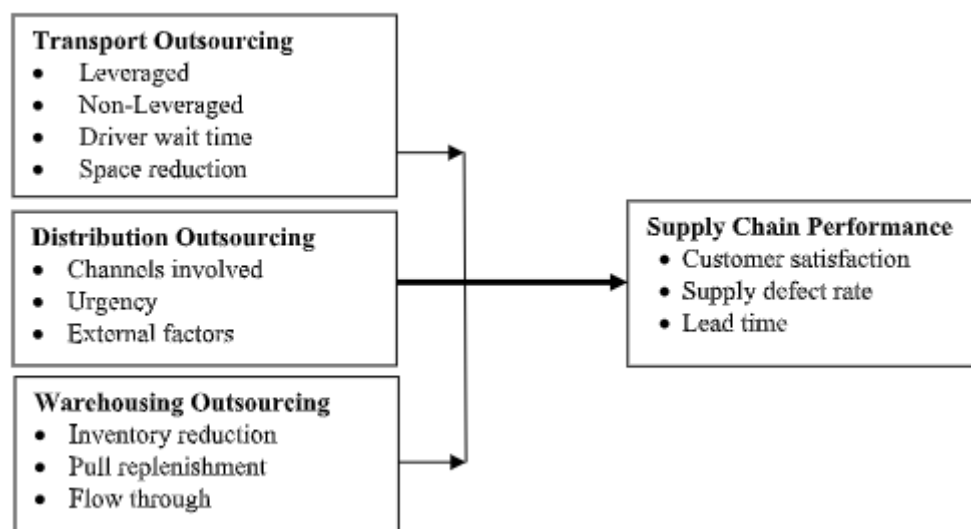 Transport Outsourcing
• Leveraged
• Non-Leveraged
• Driver wait time
• Space reduction
Distribution Outsourcing
• Channels involved
• Urgency
• External factors
Warehousing Outsourcing
• Inventory reduction
• Pull replenishment
• Flow through
Supply Chain Performance
• Customer satisfaction
• Supply defect rate
• Lead time